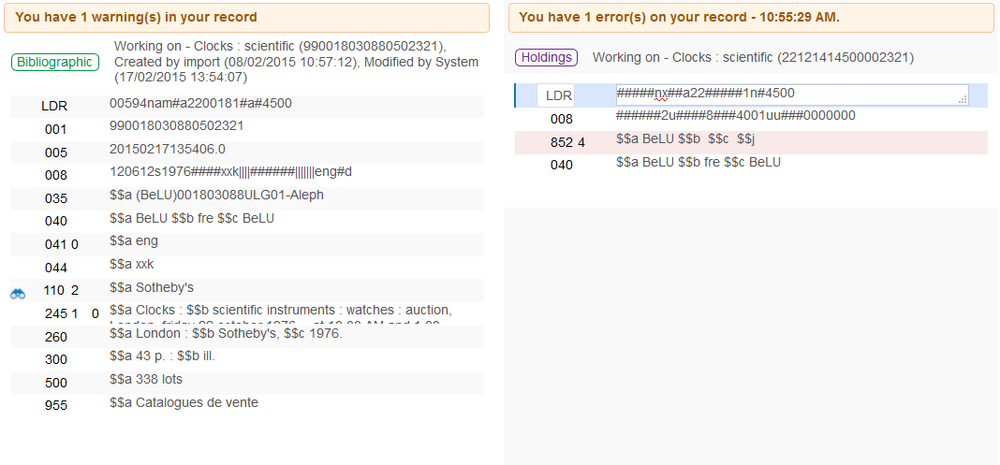 You have 1 warning(s) in your record
Bibliographic
Working on - Clocks : scientific (990018030880502321),
Created by import (08/02/2015 10:57:12), Modified by System
(17/02/2015 13:54:07)
LDR 00594nam#a2200181#a#4500
001 990018030880502321
005 20150217135406.0
008 120612s1976####xxk||||######|||||||eng#d
035 $$a (BeLU)001803088ULG01-Aleph
040 $$a BeLU $$b fre $$c BeLU
041 0 $$a eng
044 $$a xxk
110 2 $$a Sotheby's
245 1 0 $$a Clocks : $$b scientific instruments : watches : auction,
260 $$a London : $$b Sotheby's, $$c 1976.
300 $$a 43 p. : $$b ill.
500 $$a 338 lots
955 $$a Catalogues de vente
You have 1 error(s) on your record - 10:55:29 AM.
Holdings Working on - Clocks : scientific (22121414500002321)
LDR #####nx##a22#####1n#4500
008 ######2u####8###4001uu###0000000
852 4 $$a BeLU $$b $$c $$j
040 $$a BeLU $$b fre $$c BeLU